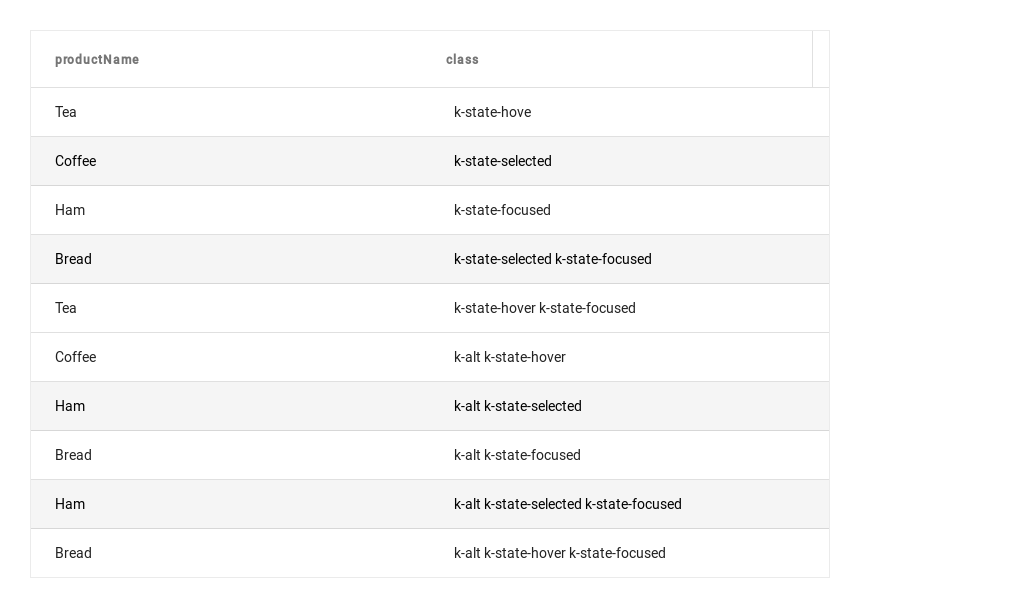 productName class
Tea k-state-hove
Coffee k-state-selected
Ham k-state-focused
Bread k-state-selected k-state-focused
Tea k-state-hover k-state-focused
Coffee k-alt k-state-hover
Ham k-alt k-state-selected
Bread k-alt k-state-focused
Ham k-alt k-state-selected k-state-focused
Bread k-alt k-state-hover k-state-focused